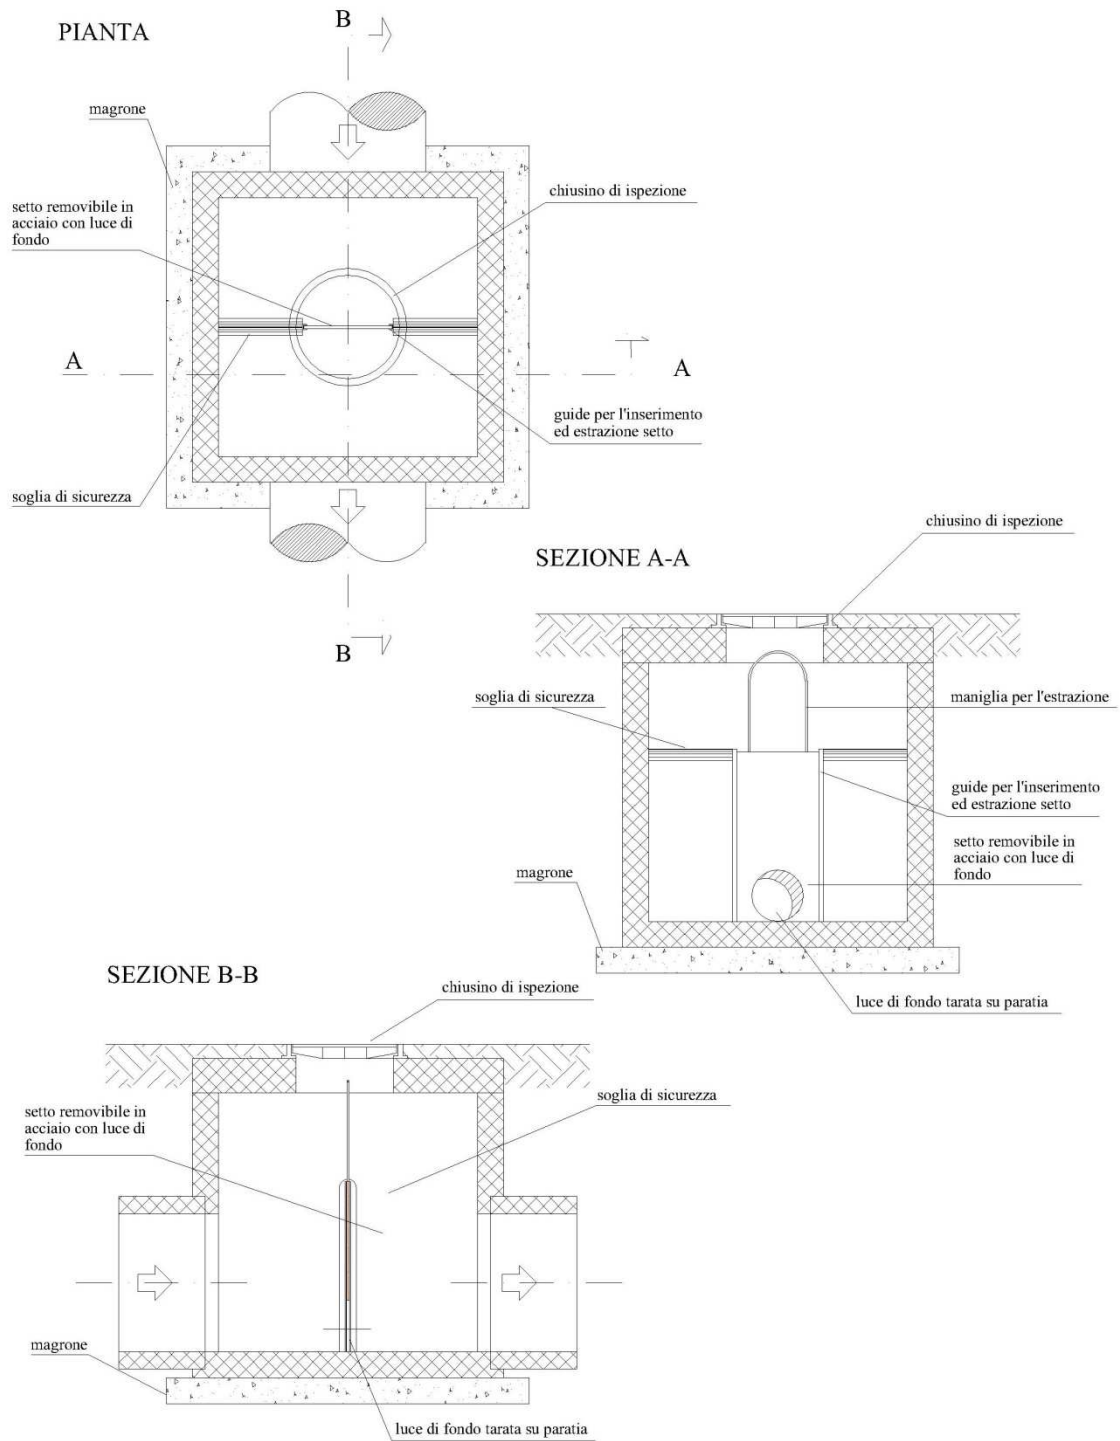 PIANTA
B
magrone
chiusino di ispezione
setto removibile in
acciaio con luce di
fondo
A
A
guide per l'inserimento
ed estrazione setto
soglia di sicurezza
B
chiusino di ispezione
SEZIONE A-A
soglia di sicurezza
maniglia per l'estrazione
guide per l'inserimento
ed estrazione setto
setto removibile in
acciaio con luce di
fondo
magrone
luce di fondo tarata su paratia
SEZIONE B-B
chiusino di ispezione
soglia di sicurezza
setto removibile in
acciaio con luce di
fondo
magrone
luce di fondo tarata su paratia